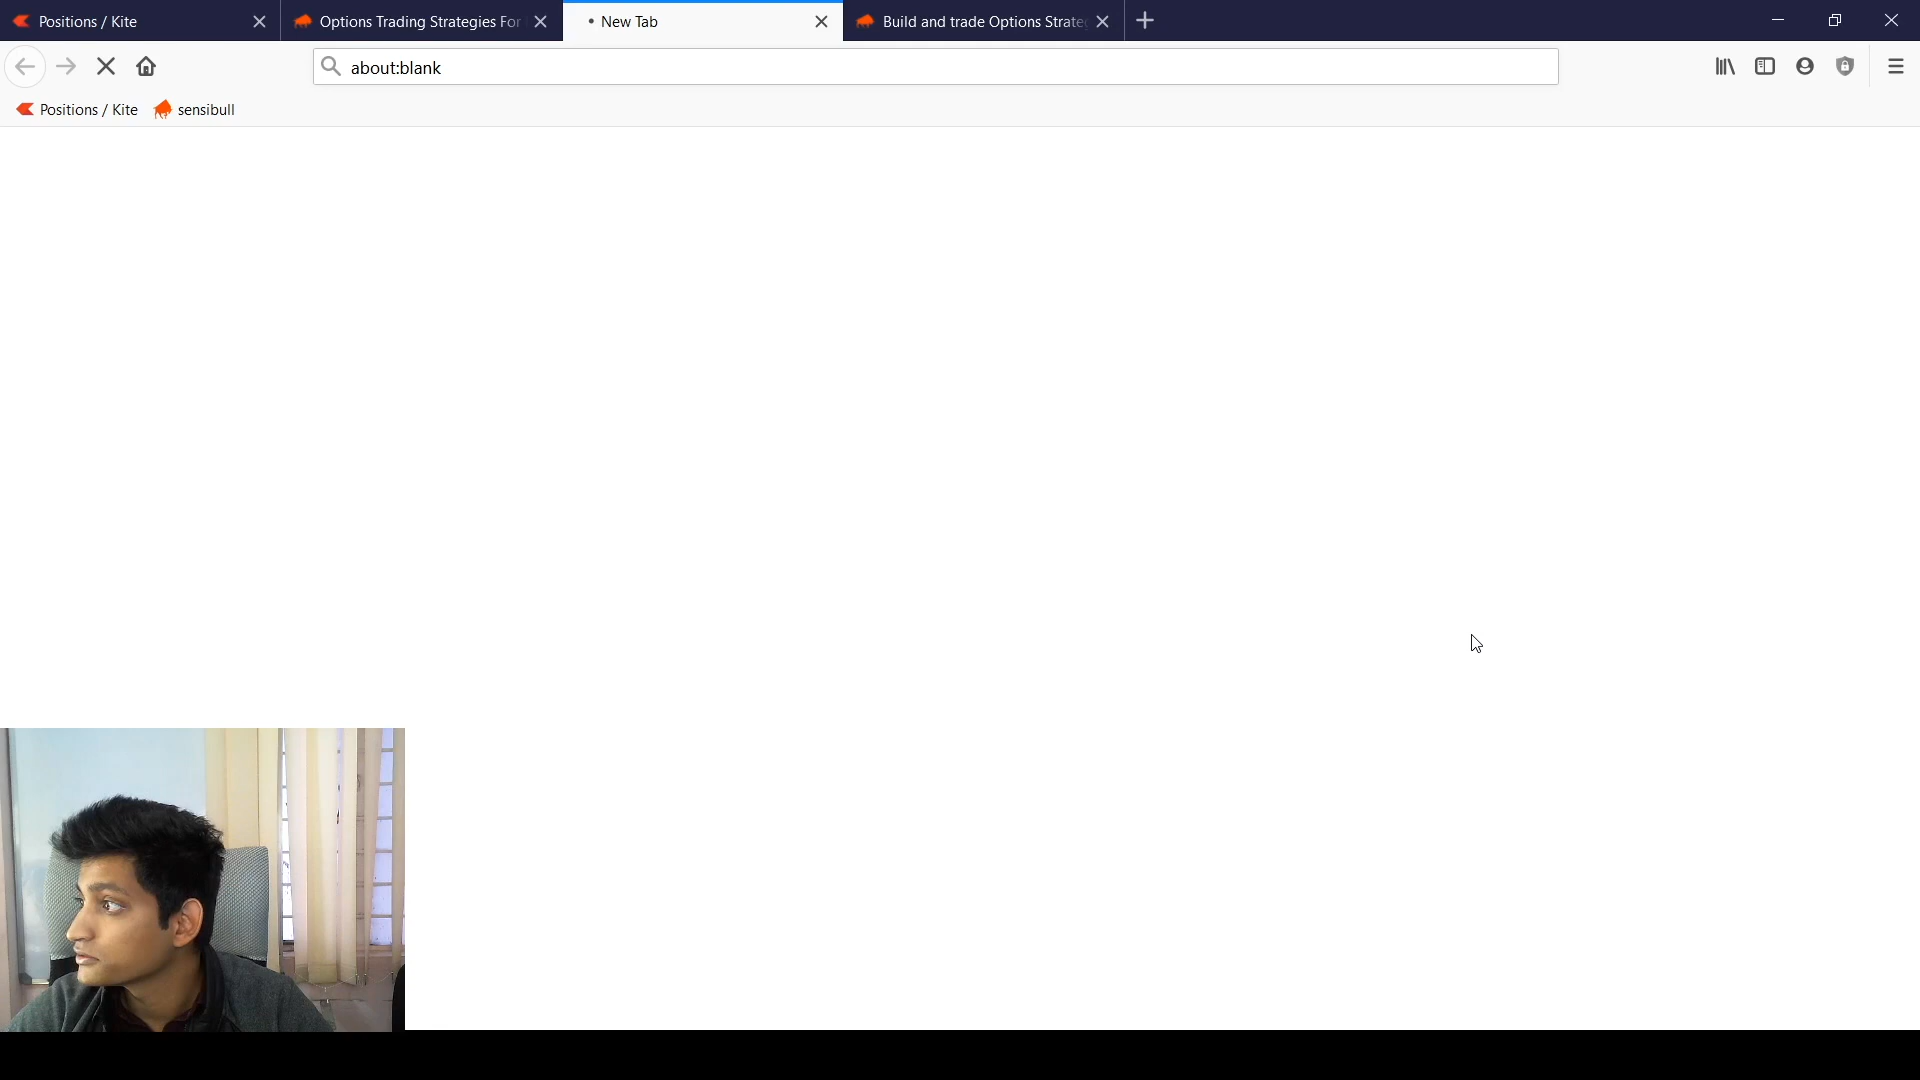 Positions / Kite
Options Trading Strategies For
New Tab
Build and trade Options Strate
about:blank
Positions / Kite
sensibull